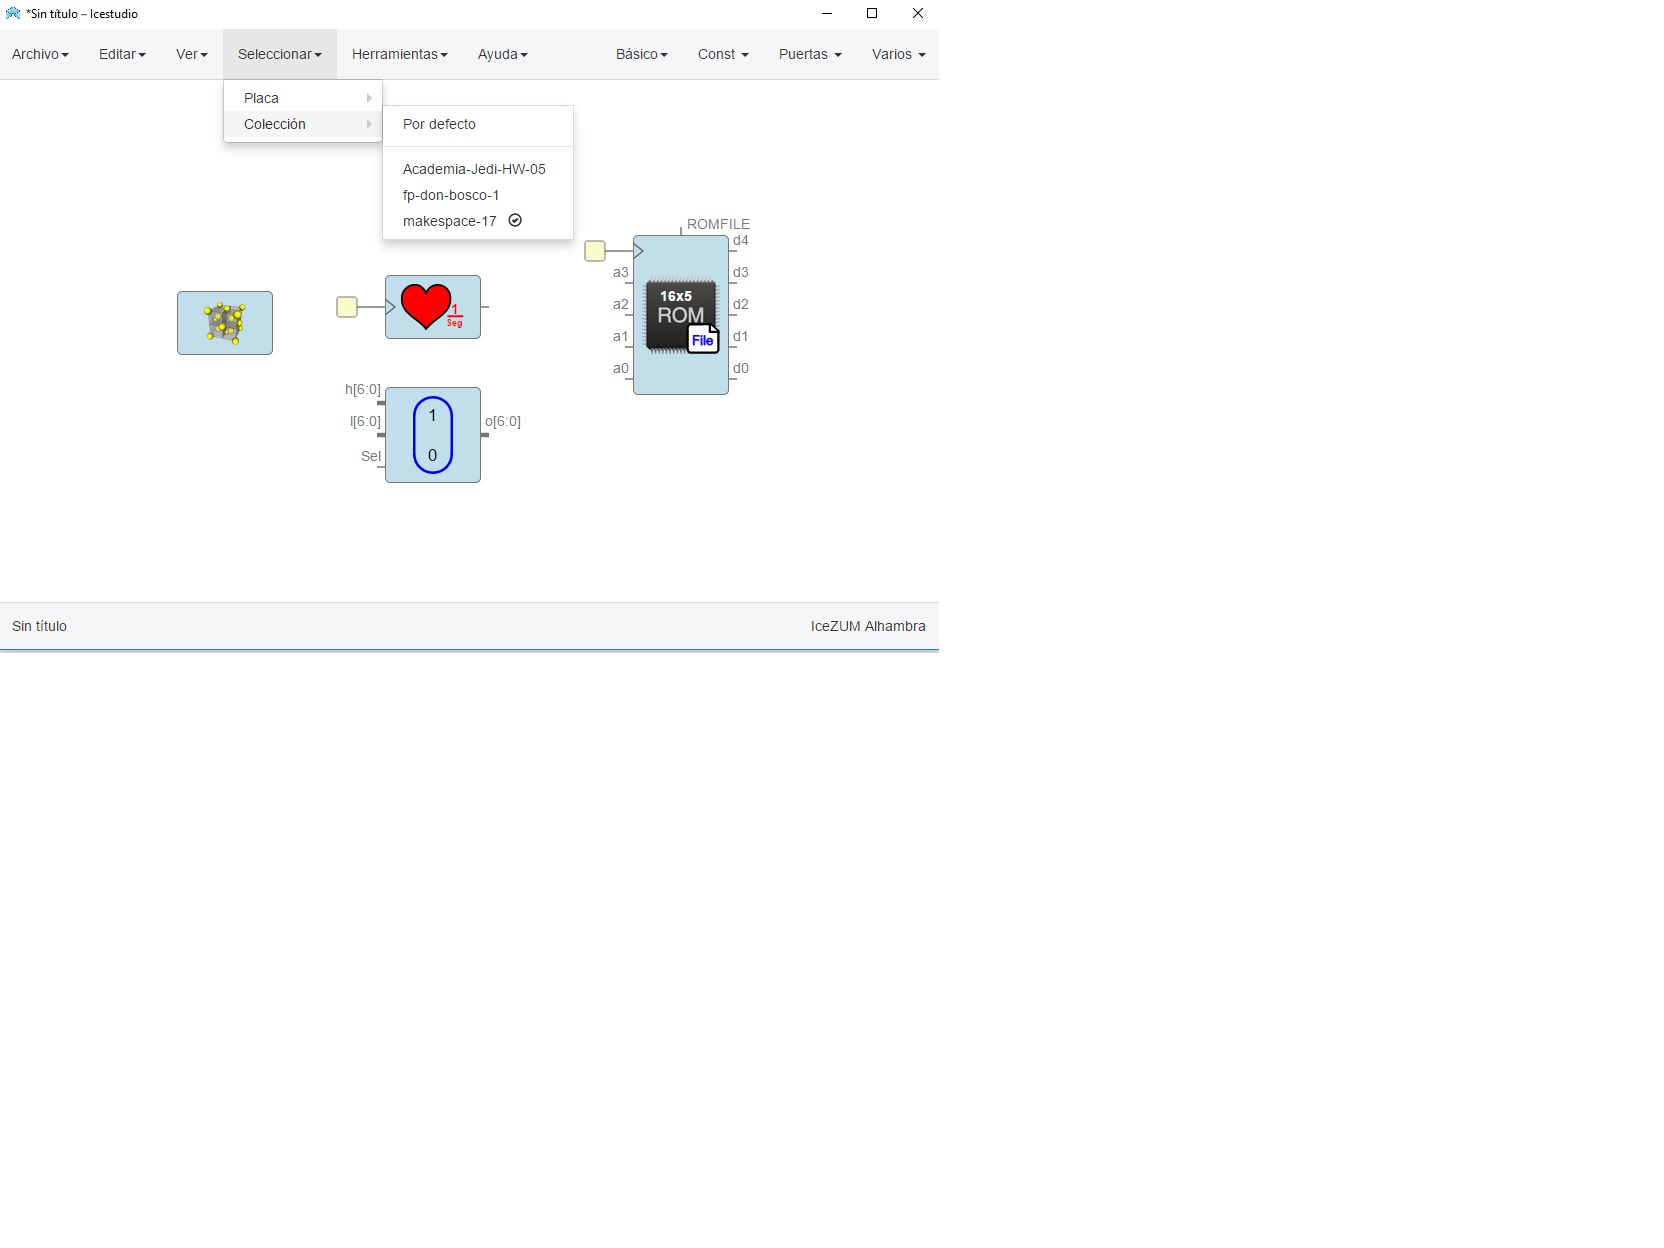 *Sin título – Icestudio
Archivo Editar Ver Seleccionar Herramientas Ayuda Básico Const Puertas Varios
Placa
Colección
Por defecto
Academia-Jedi-HW-05
fp-don-bosco-1
makespace-17
1
Seg
h[6:0]
l[6:0]
Sel
1
0
o[6:0]
ROMFILE
a3
a2
a1
a0
16x5
ROM
File
d4
d3
d2
d1
d0
Sin título IceZUM Alhambra